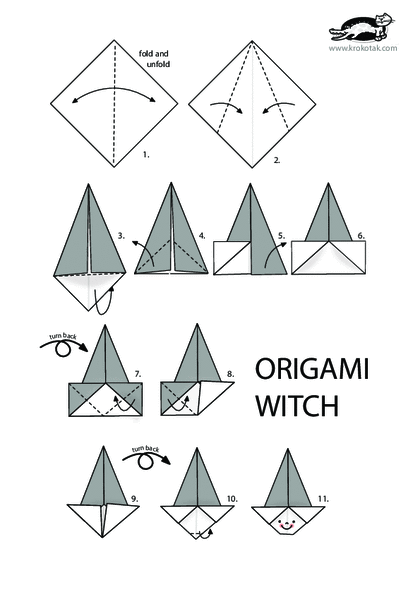 www.krokotak.com
fold and
unfold
1.
2.
3.
4.
5.
6.
turn back
7.
8.
ORIGAMI
WITCH
turn back
9.
10.
11.